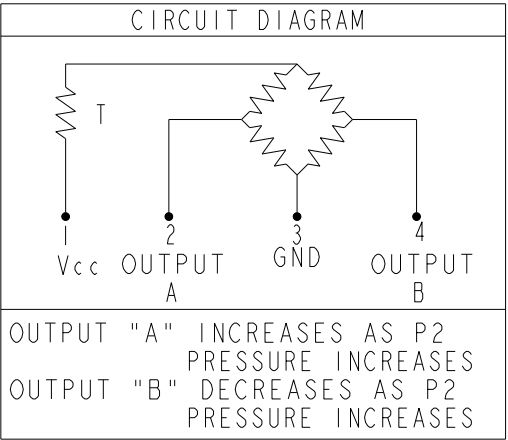 CIRCUIT DIAGRAM
T
1 2 3 4
Vcc OUTPUT A GND OUTPUT B
OUTPUT "A" INCREASES AS P2
PRESSURE INCREASES
OUTPUT "B" DECREASES AS P2
PRESSURE INCREASES